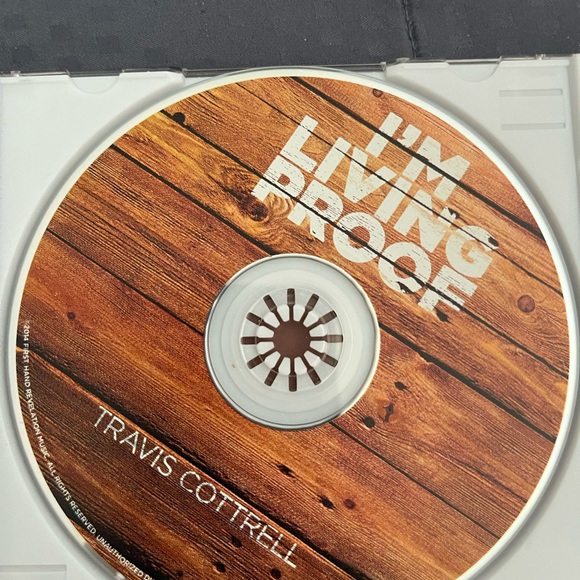 I'M
LIVING
PROOF
TRAVIS COTTRELL
©2014 FIRST HAND REVELATION MUSIC. ALL RIGHTS RESERVED. UNAUTHORIZED